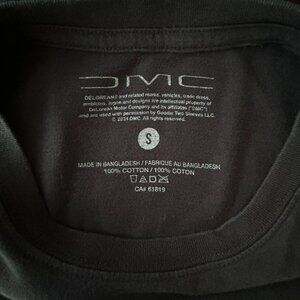 DMC
DELOREAN® and related marks, vehicles, trade dress,
emblems, logos and designs are intellectual property of
DeLorean Motor Company and its affiliates ("DMC")
and are used with permission by Goodie Two Sleeves LLC.
© 2024 DMC. All rights reserved.
S
MADE IN BANGLADESH / FABRIQUE AU BANGLADESH
100% COTTON / 100% COTON
CA# 61819